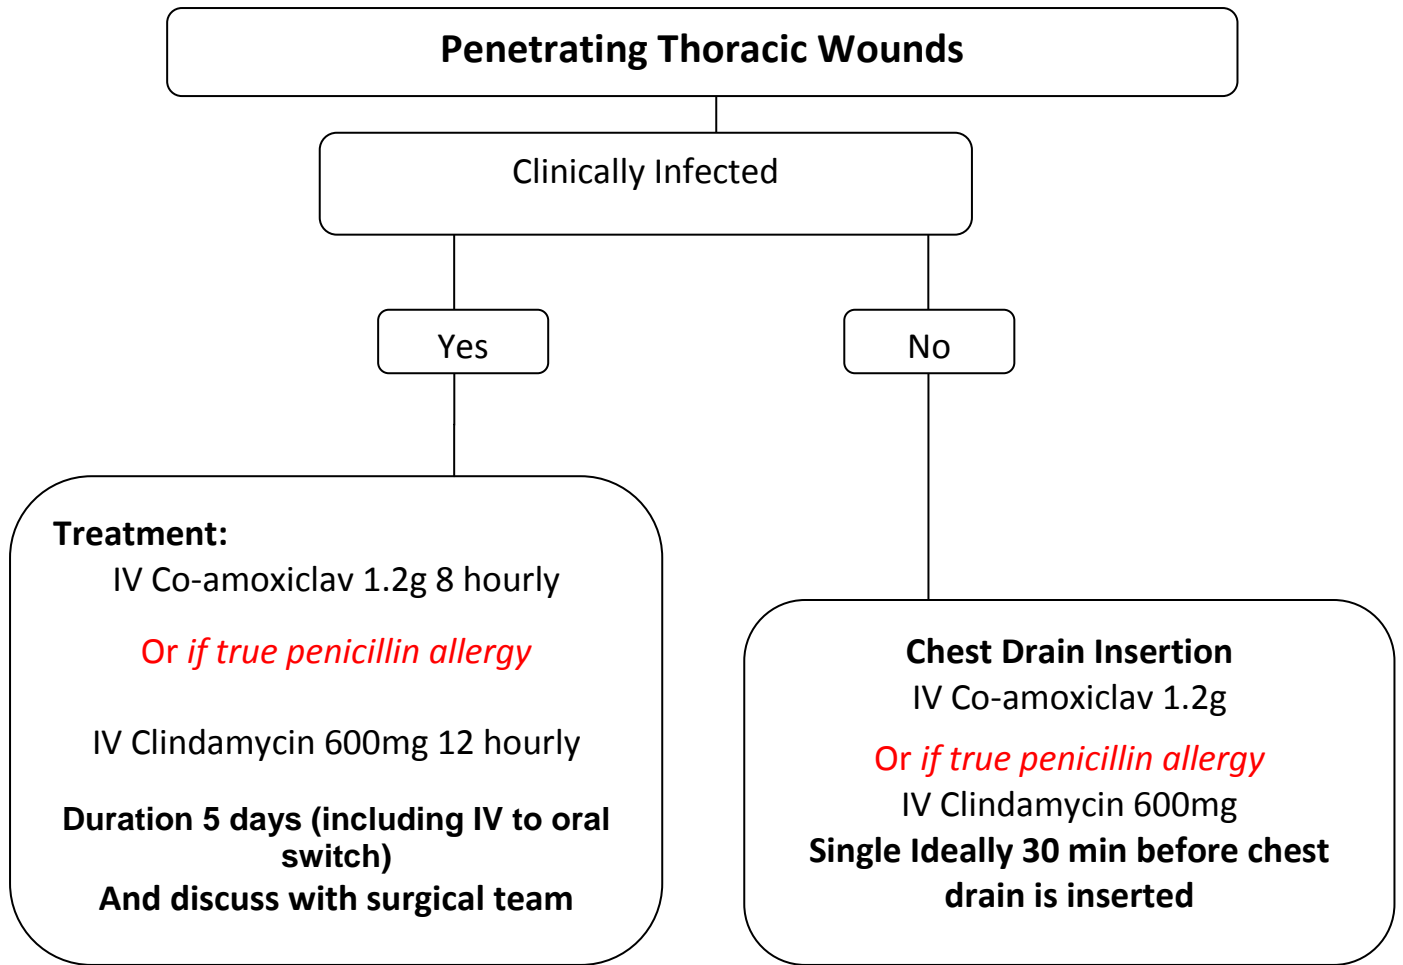 Penetrating Thoracic Wounds
Clinically Infected
Yes
No
Treatment:
IV Co-amoxiclav 1.2g 8 hourly
Or if true penicillin allergy
IV Clindamycin 600mg 12 hourly
Duration 5 days (including IV to oral
switch)
And discuss with surgical team
Chest Drain Insertion
IV Co-amoxiclav 1.2g
Or if true penicillin allergy
IV Clindamycin 600mg
Single Ideally 30 min before chest
drain is inserted